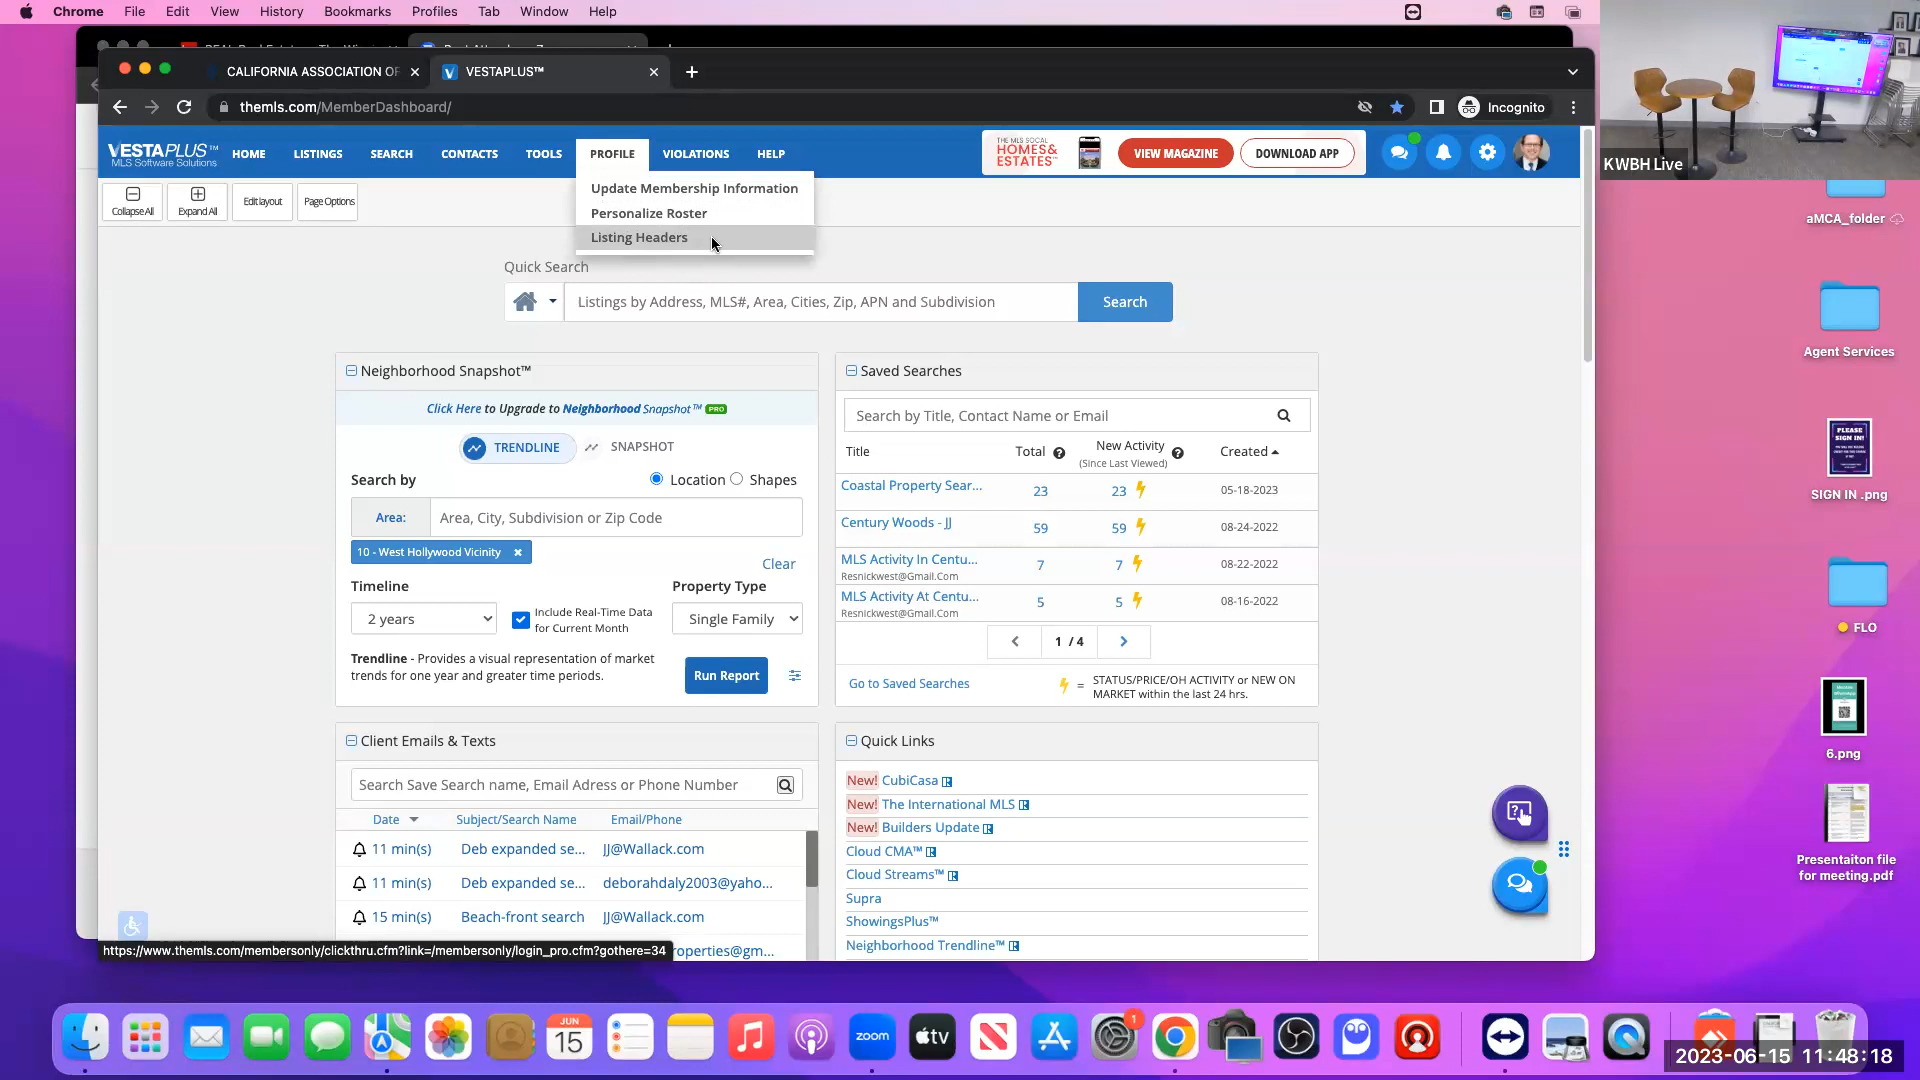 Chrome File Edit View History Bookmarks Profiles Tab Window Help
CALIFORNIA ASSOCIATION OF
VESTAPLUS™
themls.com/MemberDashboard/
Incognito
VESTAPLUS™
MLS Software Solutions
HOME LISTINGS SEARCH CONTACTS TOOLS PROFILE VIOLATIONS HELP
THE MLS SOCAL
HOMES &
ESTATES™
VIEW MAGAZINE
DOWNLOAD APP
Collapse All
Expand All
Edit layout
Page Options
Update Membership Information
Personalize Roster
Listing Headers
Quick Search
Listings by Address, MLS#, Area, Cities, Zip, APN and Subdivision
Search
Neighborhood Snapshot™
Click Here to Upgrade to Neighborhood Snapshot™ PRO
TRENDLINE
SNAPSHOT
Search by
Location
Shapes
Area:
Area, City, Subdivision or Zip Code
10 - West Hollywood Vicinity
Clear
Timeline
Property Type
2 years
Include Real-Time Data
for Current Month
Single Family
Trendline - Provides a visual representation of market
trends for one year and greater time periods.
Run Report
Saved Searches
Search by Title, Contact Name or Email
Title Total New Activity Created
(Since Last Viewed)
Coastal Property Sear... 23 23 05-18-2023
Century Woods - JJ 59 59 08-24-2022
MLS Activity In Centu... 7 7 08-22-2022
Resnickwest@Gmail.Com
MLS Activity At Centu... 5 5 08-16-2022
Resnickwest@Gmail.Com
1 / 4
Go to Saved Searches
= STATUS/PRICE/OH ACTIVITY or NEW ON
MARKET within the last 24 hrs.
Client Emails & Texts
Search Save Search name, Email Adress or Phone Number
Date Subject/Search Name Email/Phone
11 min(s) Deb expanded se... JJ@Wallack.com
11 min(s) Deb expanded se... deborahdaly2003@yaho...
15 min(s) Beach-front search JJ@Wallack.com
roperties@gm...
https://www.themls.com/membersonly/clickthru.cfm?link=/membersonly/login_pro.cfm?gothere=34
Quick Links
New! CubiCasa
New! The International MLS
New! Builders Update
Cloud CMA™
Cloud Streams™
Supra
ShowingsPlus™
Neighborhood Trendline™
KWBH Live
aMCA_folder
Agent Services
PLEASE
SIGN IN!
SIGN IN .png
FLO
6.png
Presentaiton file
for meeting.pdf
JUN
15
zoom
tv
1
2023-06-15 11:48:18